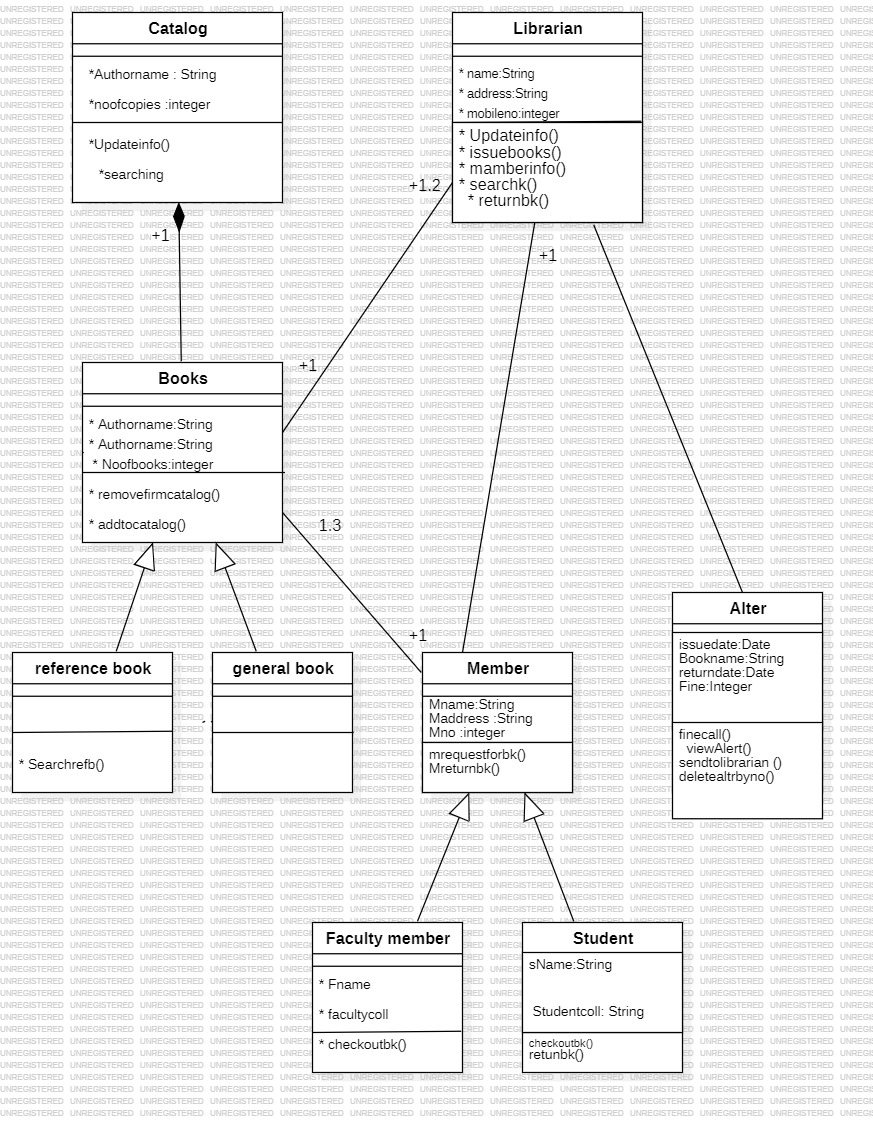 Catalog
*Authorname : String
*noofcopies :integer
*Updateinfo()
*searching
Librarian
* name:String
* address:String
* mobileno:integer
* Updateinfo()
* issuebooks()
* mamberinfo()
* searchk()
* returnbk()
+1.2
+1
+1
+1
Books
* Authorname:String
* Authorname:String
* Noofbooks:integer
* removefirmcatalog()
* addtocatalog()
1.3
+1
reference book
* Searchrefb()
general book
Member
Mname:String
Maddress :String
Mno :integer
mrequestforbk()
Mreturnbk()
Alter
issuedate:Date
Bookname:String
returndate:Date
Fine:Integer
finecall()
viewAlert()
sendtolibrarian ()
deletealtrbyno()
Faculty member
* Fname
* facultycoll
* checkoutbk()
Student
sName:String
Studentcoll: String
checkoutbk()
retunbk()
UNREGISTERED